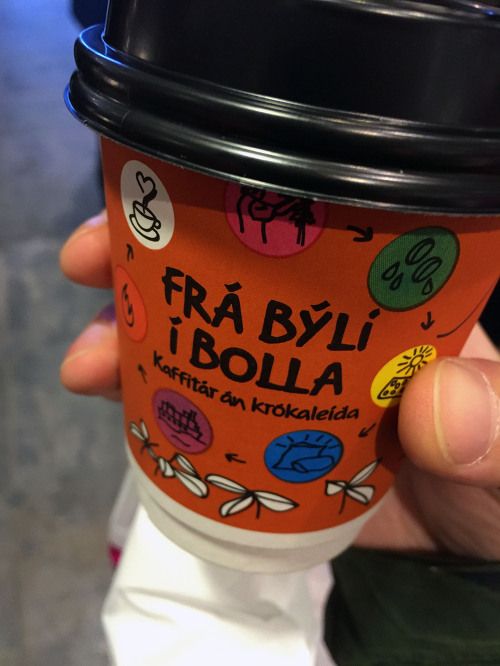 FRÁ BÝLI
Í BOLLA
Kaffitár án krókaleiða